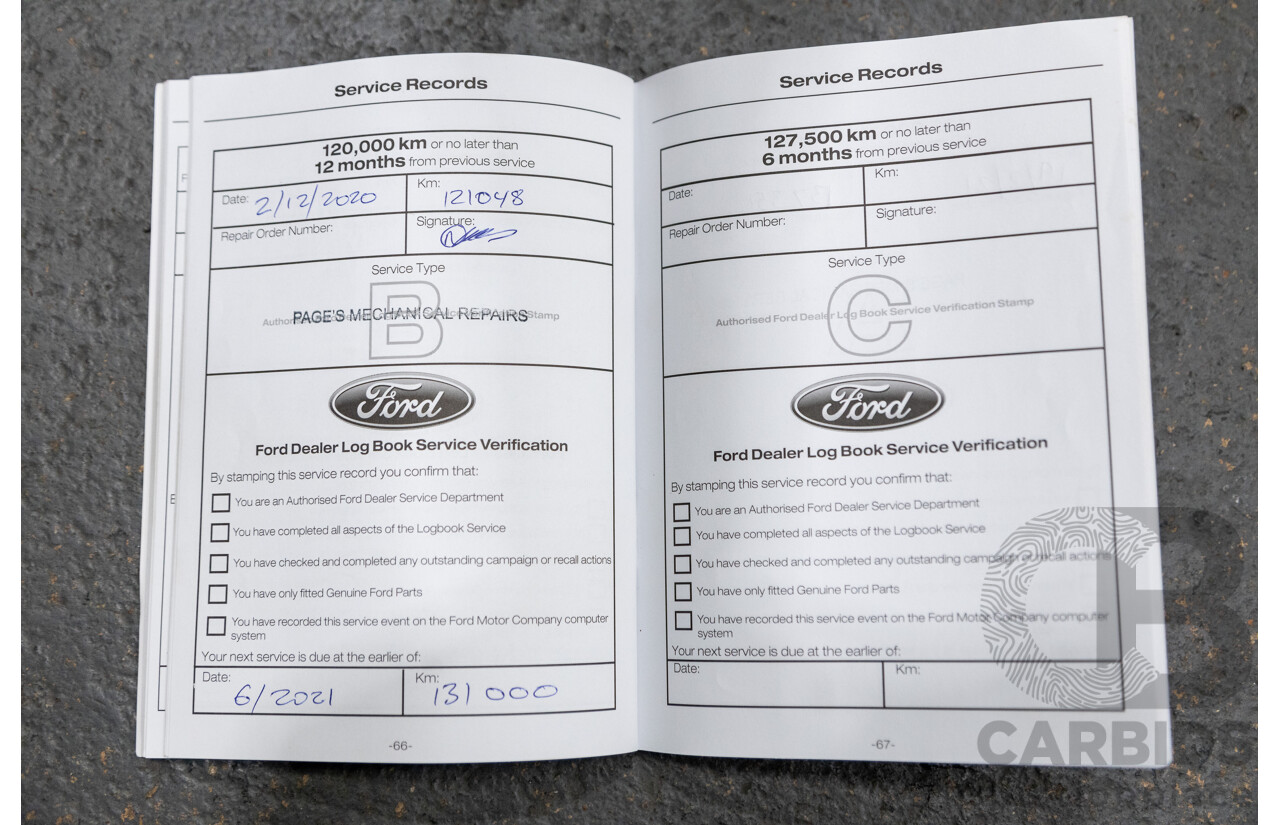 Service Records
120,000 km or no later than
12 months from previous service
Date: 2/12/2020
Km: 121048
Repair Order Number:
Signature:
Service Type
B
PAGE'S MECHANICAL REPAIRS
Stamp
Ford
Ford Dealer Log Book Service Verification
By stamping this service record you confirm that:
You are an Authorised Ford Dealer Service Department
You have completed all aspects of the Logbook Service
You have checked and completed any outstanding campaign or recall actions
You have only fitted Genuine Ford Parts
You have recorded this service event on the Ford Motor Company computer
system
Your next service is due at the earlier of:
Date: 6/2021
Km: 131 000
-66-
Service Records
127,500 km or no later than
6 months from previous service
Date:
Km:
Repair Order Number:
Signature:
Service Type
C
Authorised Ford Dealer Log Book Service Verification Stamp
Ford
Ford Dealer Log Book Service Verification
By stamping this service record you confirm that:
You are an Authorised Ford Dealer Service Department
You have completed all aspects of the Logbook Service
You have checked and completed any outstanding campaign or recall actions
You have only fitted Genuine Ford Parts
You have recorded this service event on the Ford Motor Company computer
system
Your next service is due at the earlier of:
Date:
Km:
-67-
CB
CARBIDS